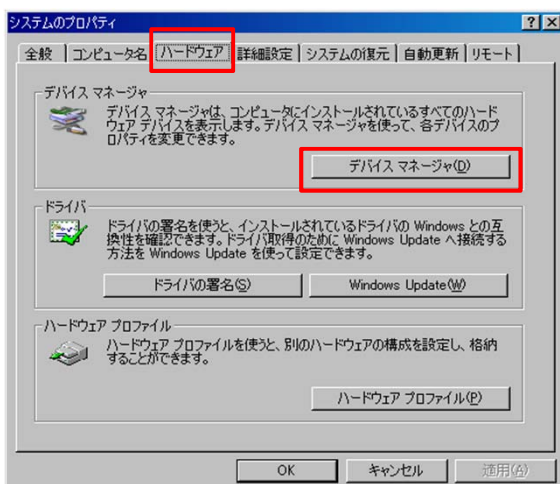 システムのプロパティ
全般 コンピュータ名 ハードウェア 詳細設定 システムの復元 自動更新 リモート
デバイス マネージャ
デバイス マネージャは、コンピュータにインストールされているすべてのハード
ウェア デバイスを表示します。デバイス マネージャを使って、各デバイスのプ
ロパティを変更できます。
デバイス マネージャ(D)
ドライバ
ドライバの署名を使うと、インストールされているドライバの Windows との互
換性を確認できます。ドライバ取得のために Windows Update へ接続する
方法を Windows Update を使って設定できます。
ドライバの署名(S) Windows Update(W)
ハードウェア プロファイル
ハードウェア プロファイルを使うと、別のハードウェアの構成を設定し、格納
することができます。
ハードウェア プロファイル(P)
OK キャンセル 適用(A)